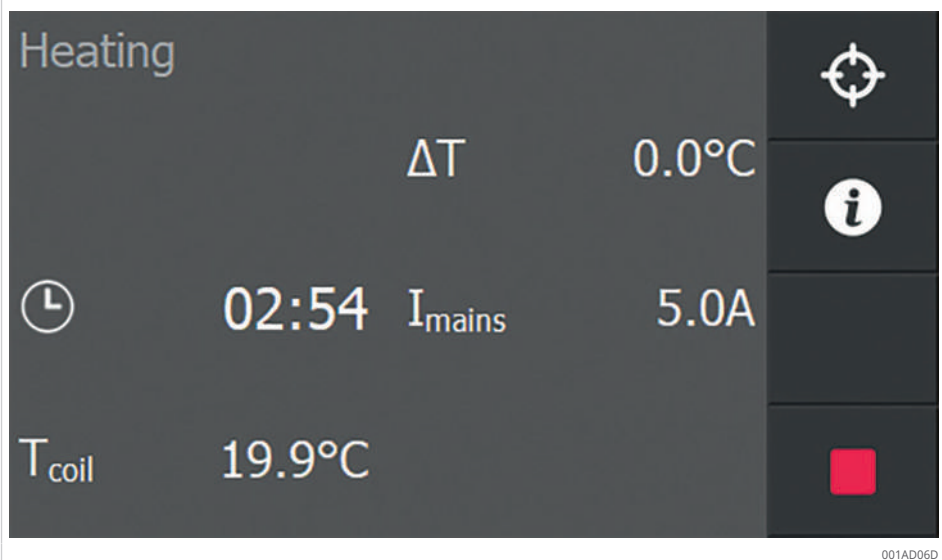 Heating
ΔT 0.0°C
02:54 Imains 5.0A
Tcoil 19.9°C
001AD06D